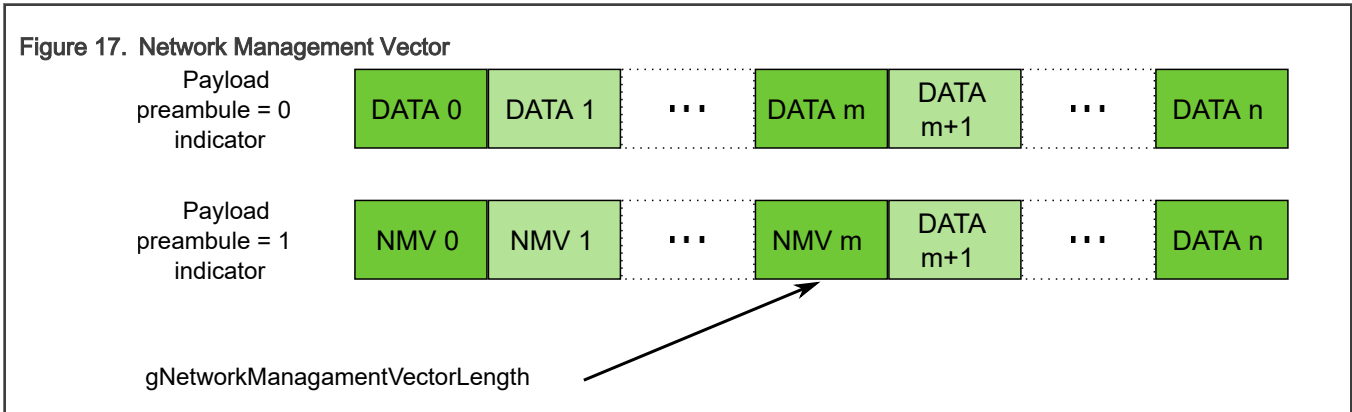 Figure 17. Network Management Vector
Payload
preambule = 0
indicator
DATA 0
DATA 1
...
DATA m
DATA
m+1
...
DATA n
Payload
preambule = 1
indicator
NMV 0
NMV 1
...
NMV m
DATA
m+1
...
DATA n
gNetworkManagamentVectorLength